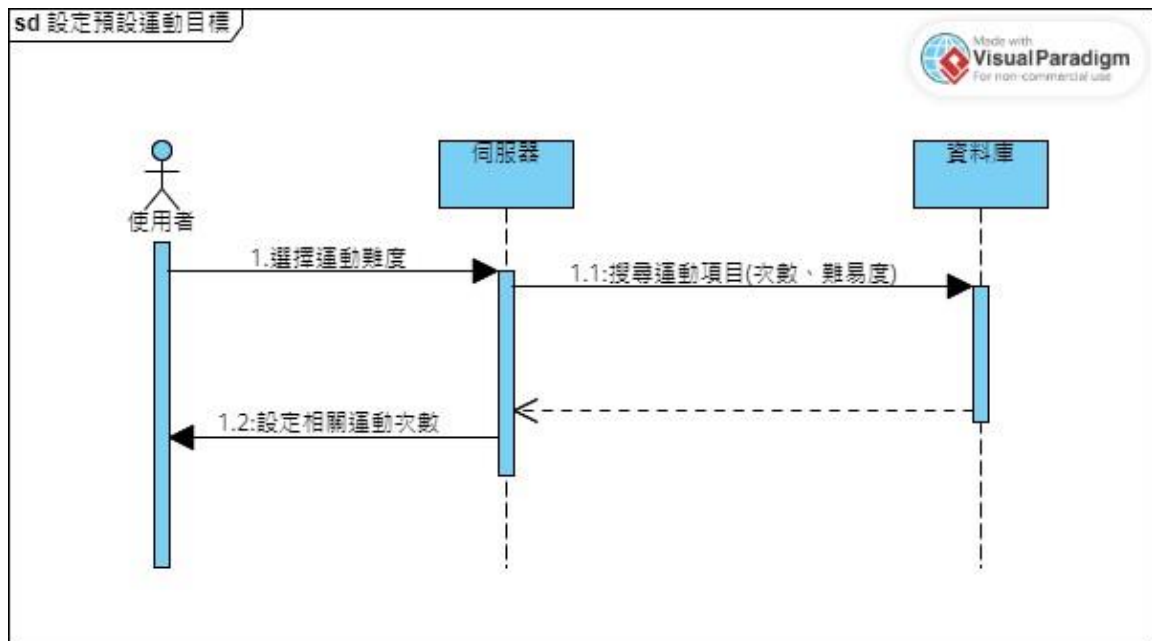 sd 設定預設運動目標
Made with
Visual Paradigm
For non-commercial use
伺服器
資料庫
使用者
1.選擇運動難度
1.1:搜尋運動項目(次數、難易度)
1.2:設定相關運動次數